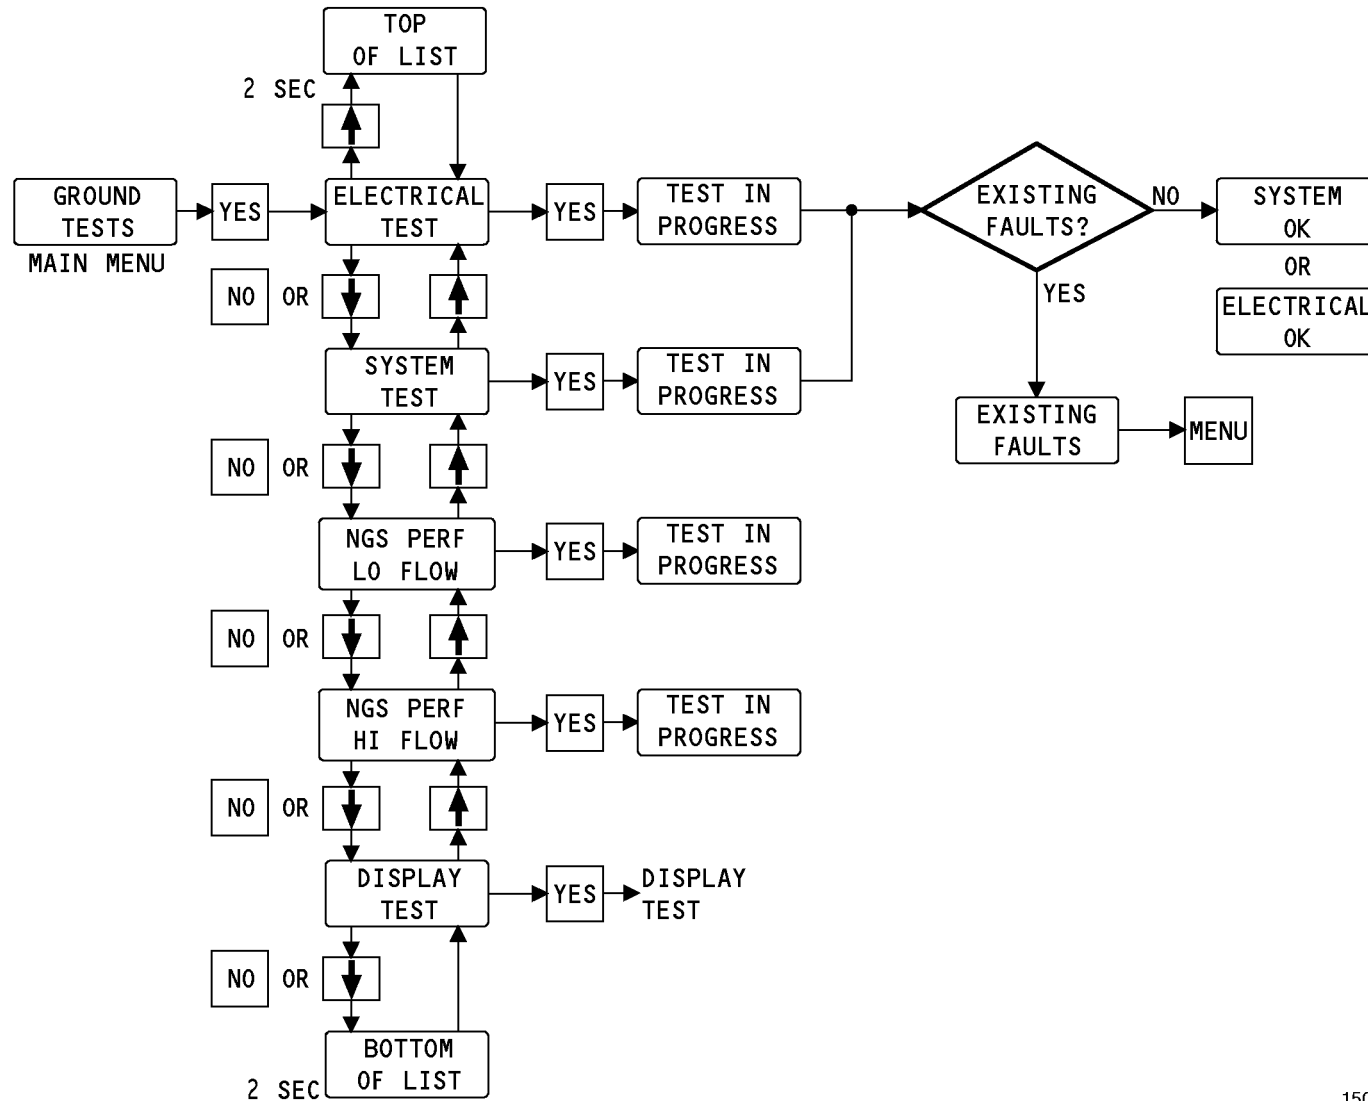 TOP
OF LIST
2 SEC
GROUND
TESTS
MAIN MENU
YES
ELECTRICAL
TEST
YES
TEST IN
PROGRESS
EXISTING
FAULTS?
NO
SYSTEM
OK
OR
ELECTRICAL
OK
YES
EXISTING
FAULTS
MENU
NO OR
SYSTEM
TEST
YES
TEST IN
PROGRESS
NO OR
NGS PERF
LO FLOW
YES
TEST IN
PROGRESS
NO OR
NGS PERF
HI FLOW
YES
TEST IN
PROGRESS
NO OR
DISPLAY
TEST
YES
DISPLAY
TEST
NO OR
BOTTOM
OF LIST
2 SEC